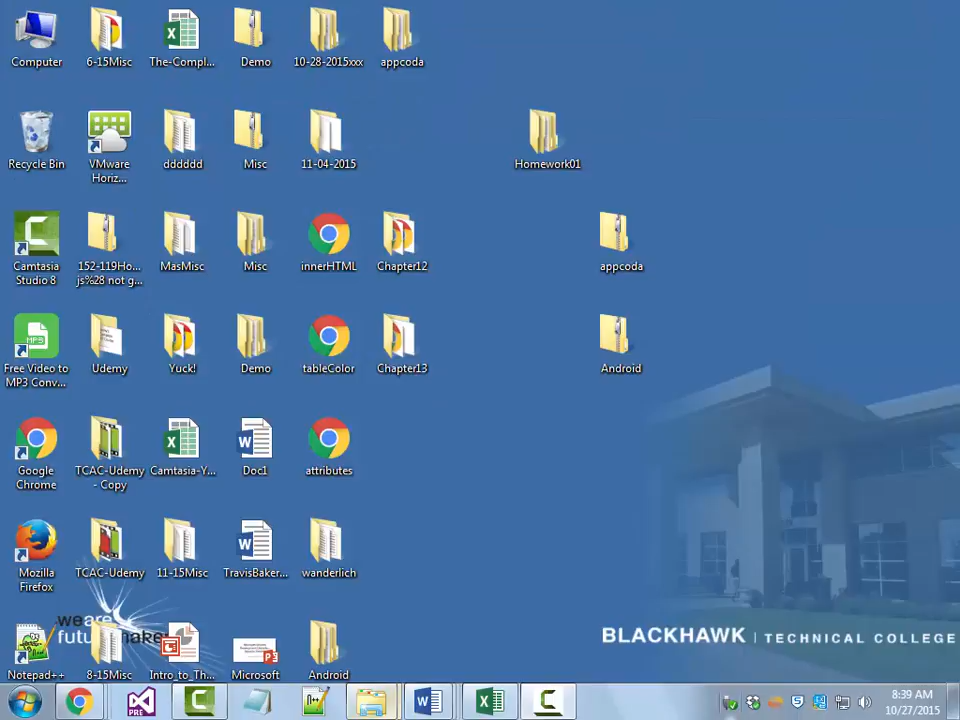 Computer
6-15Misc
The-Compl...
Demo
10-28-2015xxx
appcoda
Recycle Bin
VMware
Horiz...
dddddd
Misc
11-04-2015
Homework01
Camtasia
Studio 8
152-119Ho...
js%28 not g...
MasMisc
Misc
innerHTML
Chapter12
appcoda
Free Video to
MP3 Conv...
Udemy
Yuck!
Demo
tableColor
Chapter13
Android
Google
Chrome
TCAC-Udemy
- Copy
Camtasia-Y...
Doc1
attributes
Mozilla
Firefox
TCAC-Udemy
11-15Misc
TravisBaker...
wanderlich
we are
BLACKHAWK | TECHNICAL COLLEGE
Notepad++
8-15Misc
Intro_to_Th...
Microsoft
Android
PRE
8:39 AM
10/27/2015